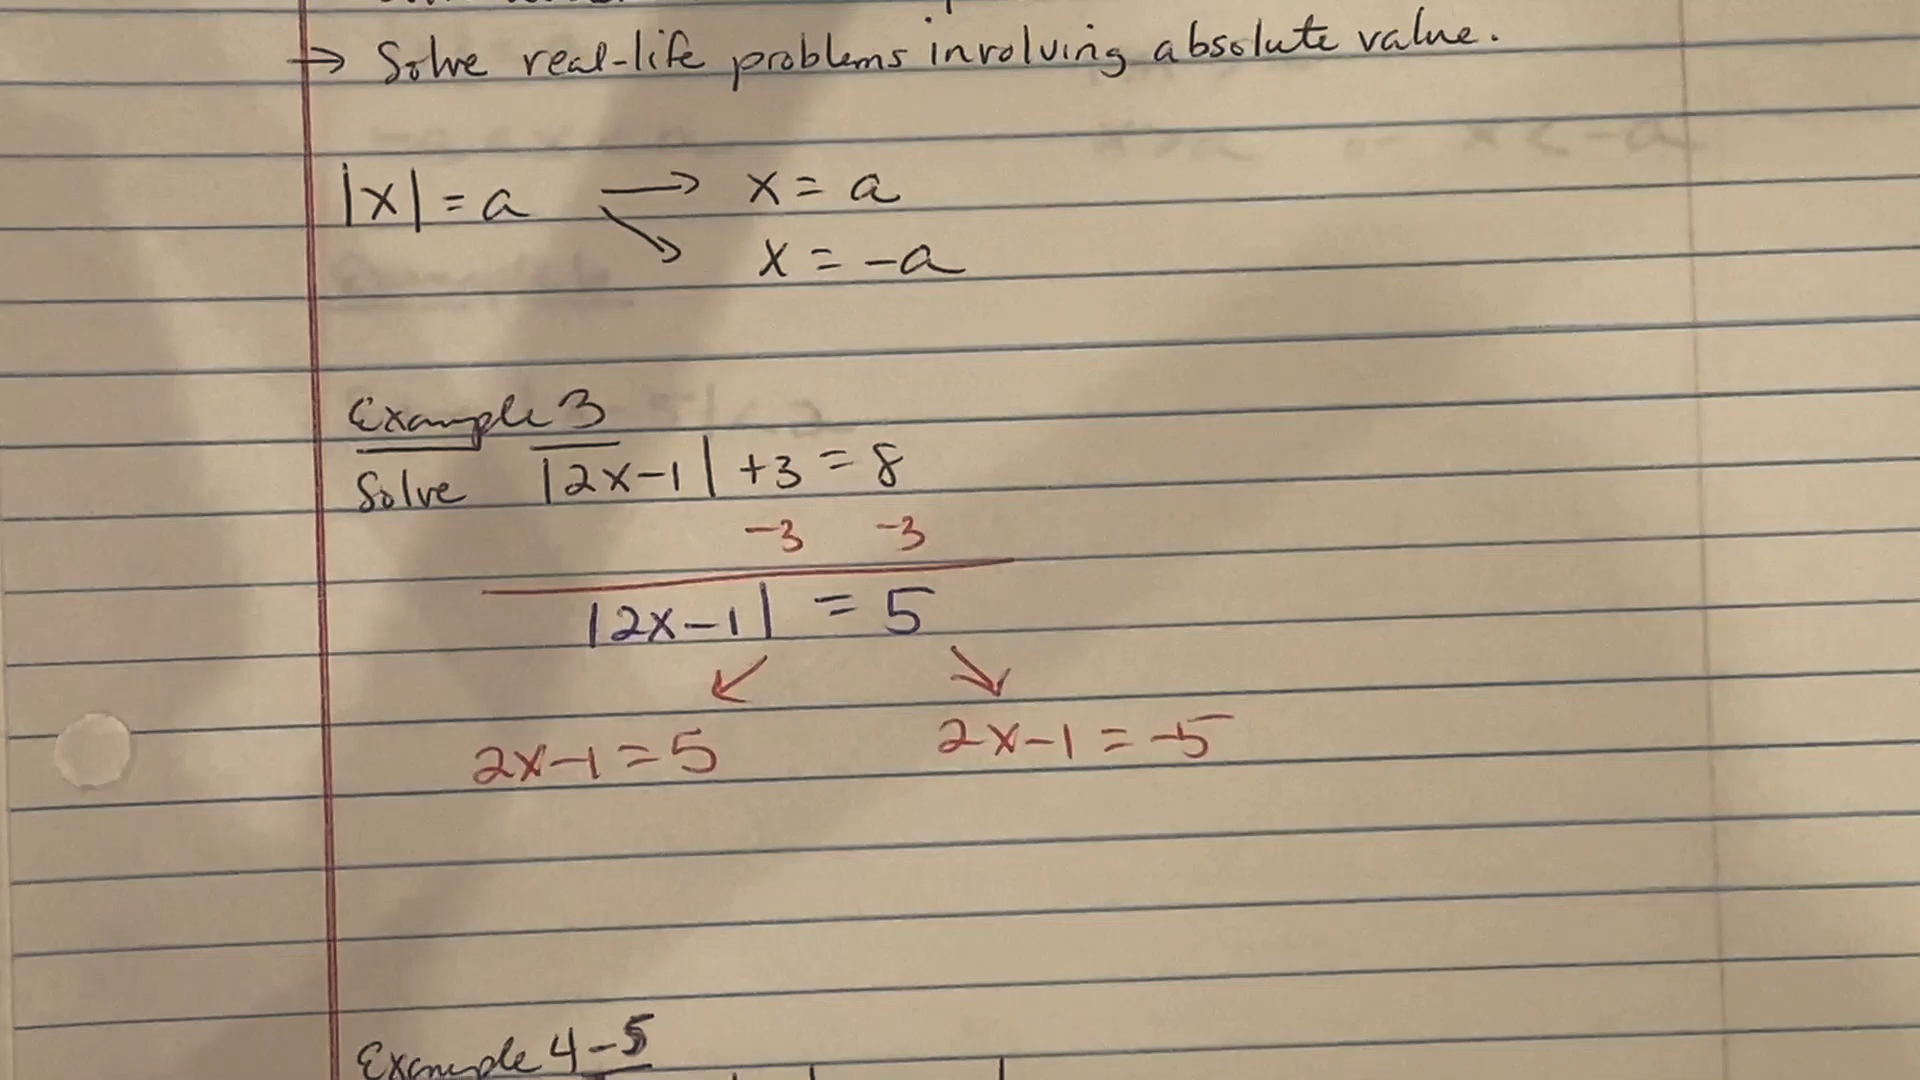 → Solve real-life problems involving absolute value.
|x| = a → x = a
↘ x = -a
Example 3
Solve |2x-1| +3 = 8
-3 -3
|2x-1| = 5
↙ ↘
2x-1=5 2x-1=-5
Example 4-5